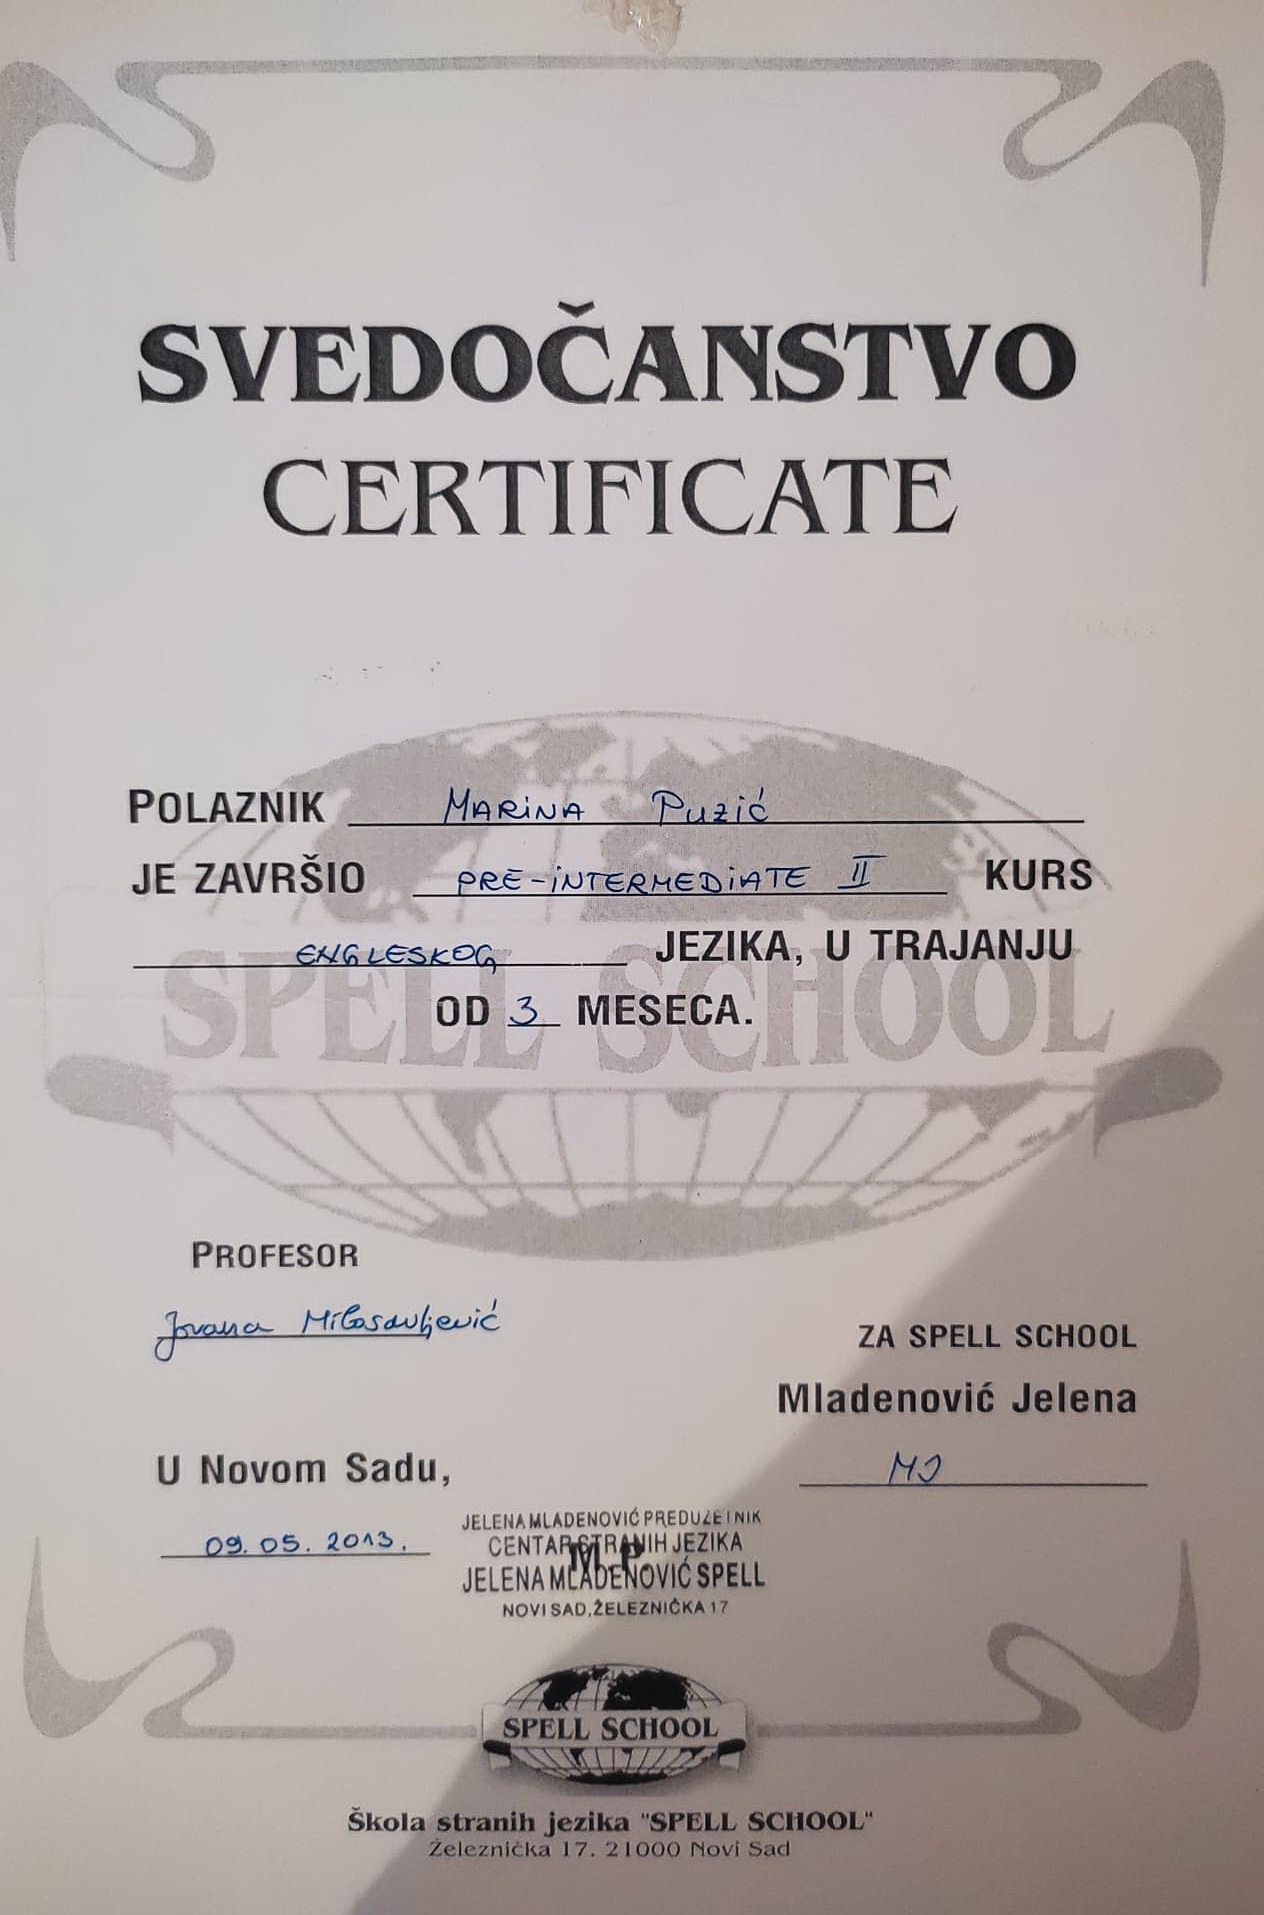 SVEDOČANSTVO
CERTIFICATE
POLAZNIK MARINA PUZIĆ
JE ZAVRŠIO PRE-INTERMEDIATE II KURS
ENGLESKOG JEZIKA, U TRAJANJU
OD 3 MESECA.
SPELL SCHOOL
PROFESOR
Jovana Milosavljević
ZA SPELL SCHOOL
Mladenović Jelena
MJ
U Novom Sadu,
09.05.2013.
M.P.
JELENA MLADENOVIĆ PREDUZETNIK
CENTAR STRANIH JEZIKA
JELENA MLADENOVIĆ SPELL
NOVI SAD, ŽELEZNIČKA 17
SPELL SCHOOL
Škola stranih jezika "SPELL SCHOOL"
Železnička 17. 21000 Novi Sad